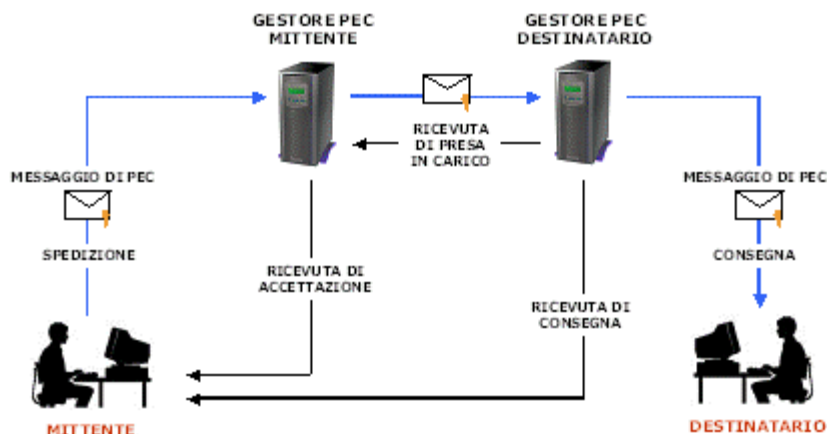 GESTORE PEC
MITTENTE
GESTORE PEC
DESTINATARIO
RICEVUTA
DI PRESA
IN CARICO
MESSAGGIO DI PEC
MESSAGGIO DI PEC
SPEDIZIONE
CONSEGNA
RICEVUTA DI
ACCETTAZIONE
RICEVUTA DI
CONSEGNA
MITTENTE
DESTINATARIO